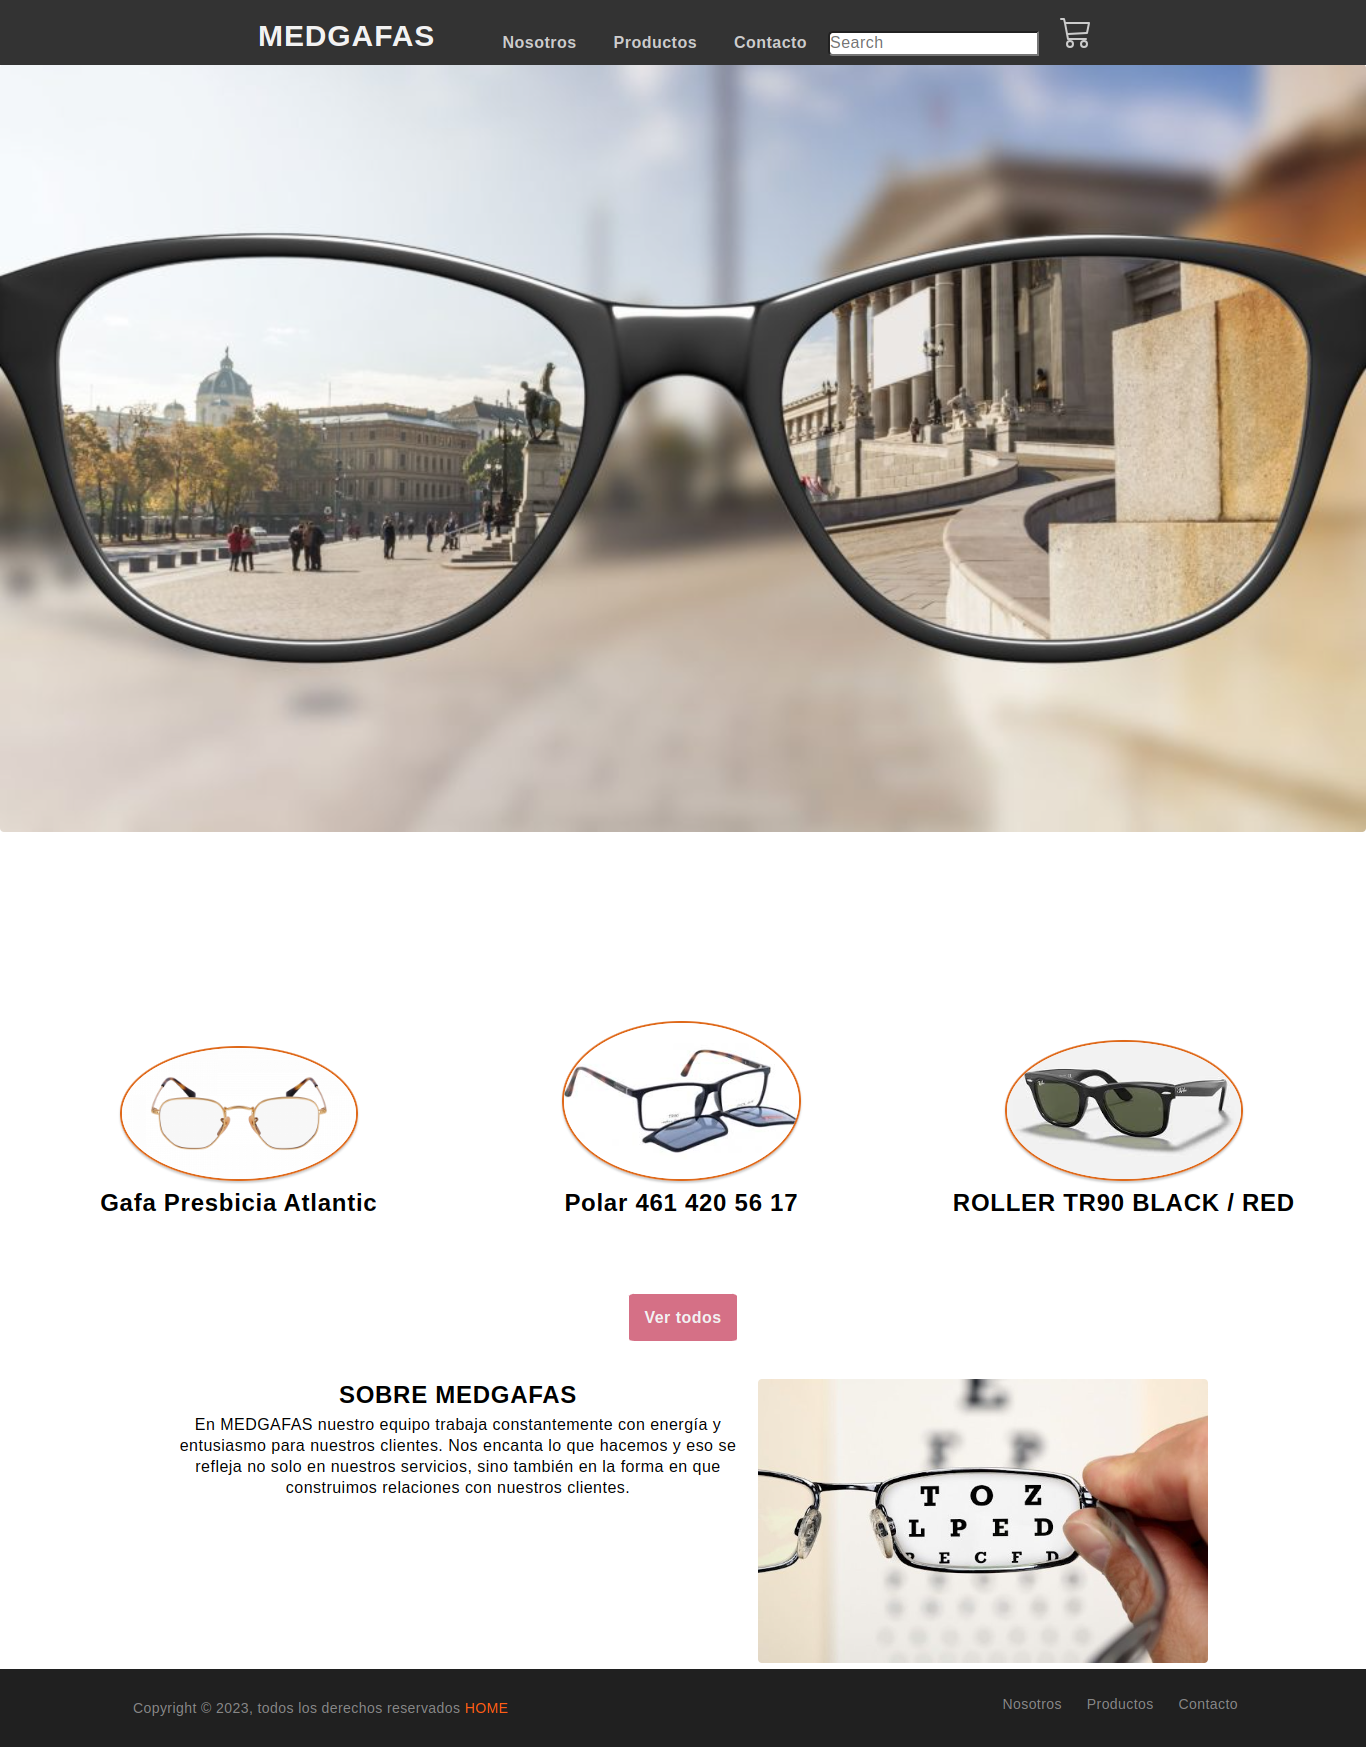 MEDGAFAS
Nosotros Productos Contacto Search
Gafa Presbicia Atlantic
Polar 461 420 56 17
ROLLER TR90 BLACK / RED
Ver todos
SOBRE MEDGAFAS
En MEDGAFAS nuestro equipo trabaja constantemente con energía y
entusiasmo para nuestros clientes. Nos encanta lo que hacemos y eso se
refleja no solo en nuestros servicios, sino también en la forma en que
construimos relaciones con nuestros clientes.
T O Z
L P E D
E C F D
Copyright © 2023, todos los derechos reservados HOME
Nosotros Productos Contacto